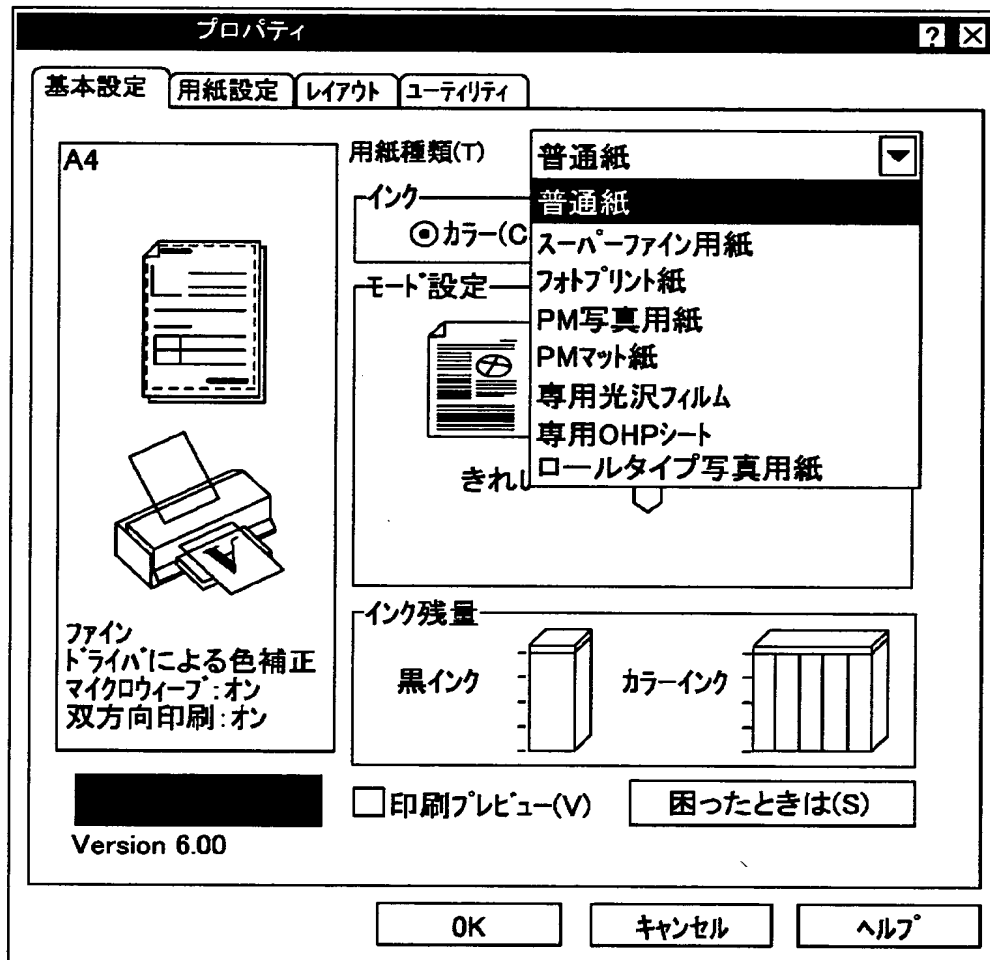 プロパティ
?
基本設定 用紙設定 レイアウト ユーティリティ
A4
用紙種類(T) 普通紙
普通紙
スーパーファイン用紙
フォトプリント紙
PM写真用紙
PMマット紙
専用光沢フィルム
専用OHPシート
ロールタイプ写真用紙
インク
カラー(C
モード設定
きれ
ファイン
ドライバによる色補正
マイクロウィーブ:オン
双方向印刷:オン
インク残量
黒インク カラーインク
印刷プレビュー(V) 困ったときは(S)
Version 6.00
OK キャンセル ヘルプ